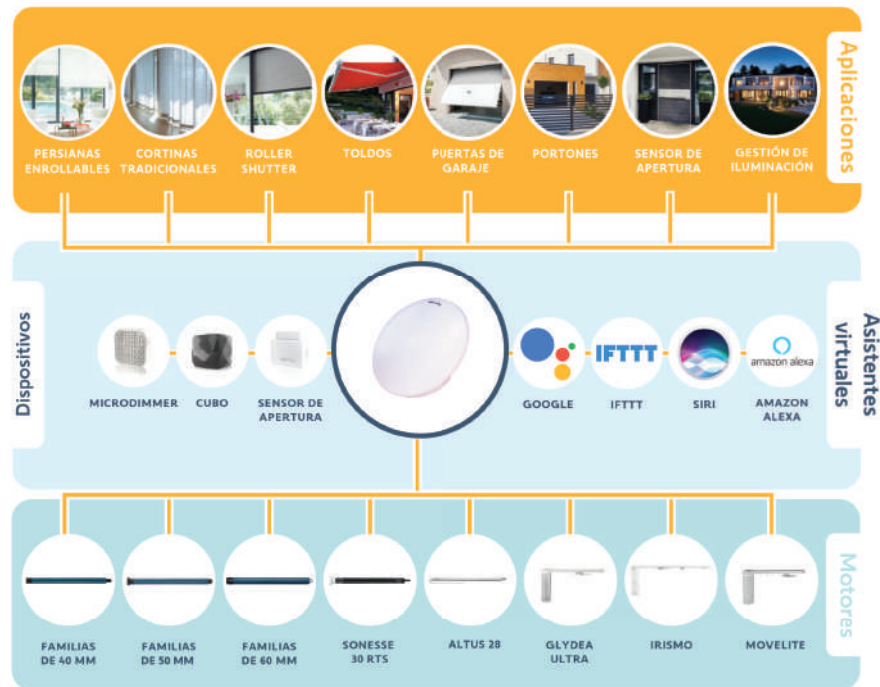 PERSIANAS
ENROLLABLES
CORTINAS
TRADICIONALES
ROLLER
SHUTTER
TOLDOS
PUERTAS DE
GARAJE
PORTONES
SENSOR DE
APERTURA
GESTIÓN DE
ILUMINACIÓN
Aplicaciones
Dispositivos
MICRODIMMER
CUBO
SENSOR DE
APERTURA
IFTTT
amazon alexa
GOOGLE
IFTTT
SIRI
AMAZON
ALEXA
Asistentes
virtuales
FAMILIAS
DE 40 MM
FAMILIAS
DE 50 MM
FAMILIAS
DE 60 MM
SONESSE
30 RTS
ALTUS 28
GLYDEA
ULTRA
IRISMO
MOVELITE
Motores